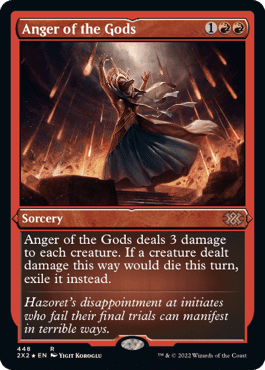 Anger of the Gods 1
Sorcery
Anger of the Gods deals 3 damage
to each creature. If a creature dealt
damage this way would die this turn,
exile it instead.
Hazoret's disappointment at initiates
who fail their final trials can manifest
in terrible ways.
448 R
2X2 ★ EN YIGIT KOROGLU
™ & © 2022 Wizards of the Coast